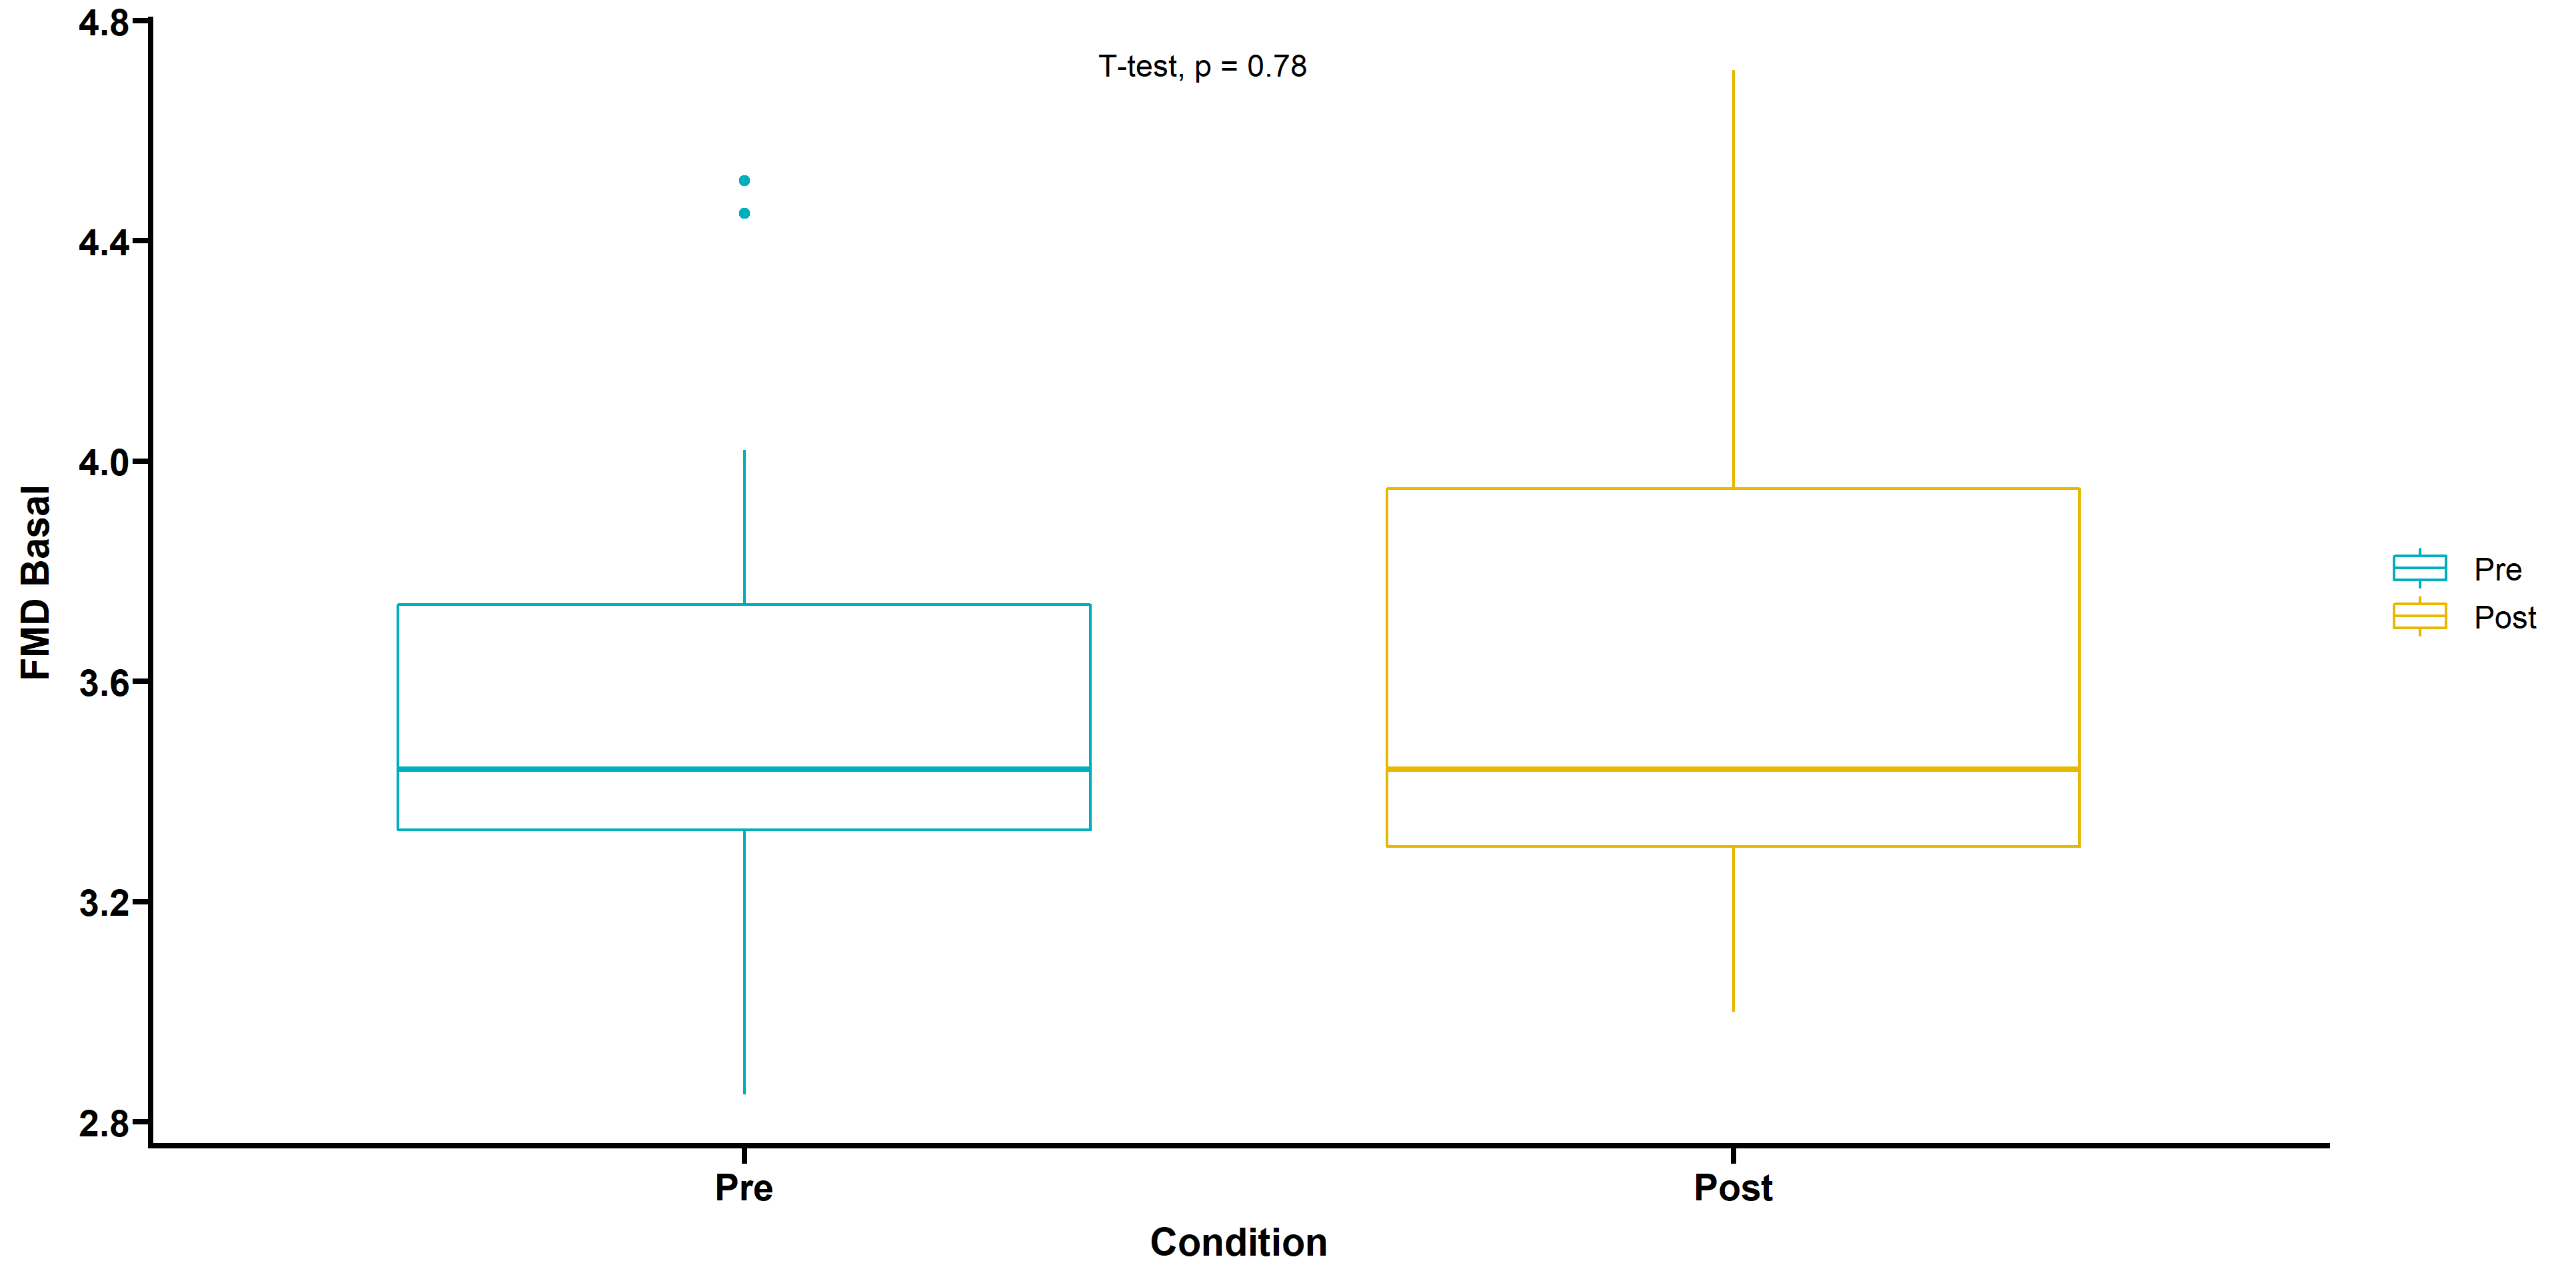 T-test, p = 0.78
4.8
4.4
4.0
3.6
3.2
2.8
FMD Basal
Pre
Post
Condition
Pre
Post